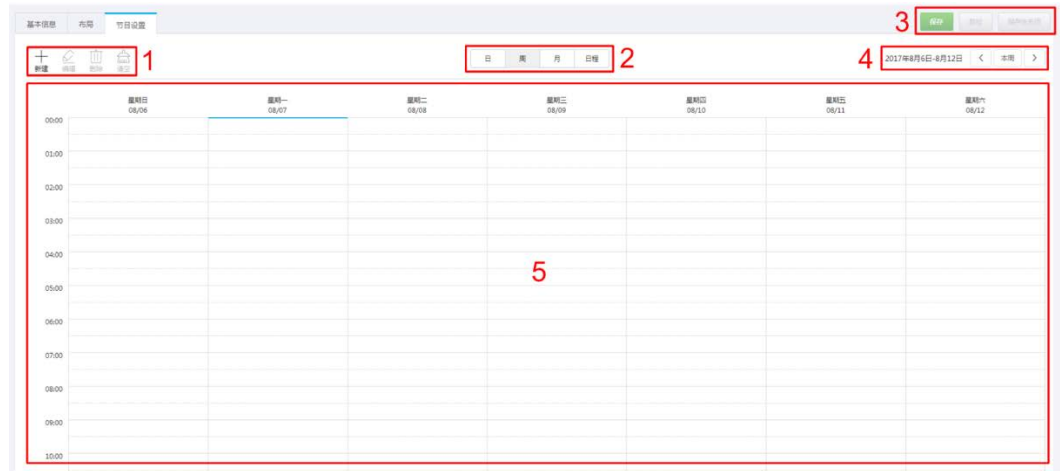 基本信息 布局 节目设置
3 保存
新建 编辑 删除 清空 1
日 周 月 日程 2
4 2017年8月6日-8月12日 < 本周 >
星期日 星期一 星期二 星期三 星期四 星期五 星期六
08/06 08/07 08/08 08/09 08/10 08/11 08/12
00:00
01:00
02:00
03:00
04:00
5
05:00
06:00
07:00
08:00
09:00
10:00